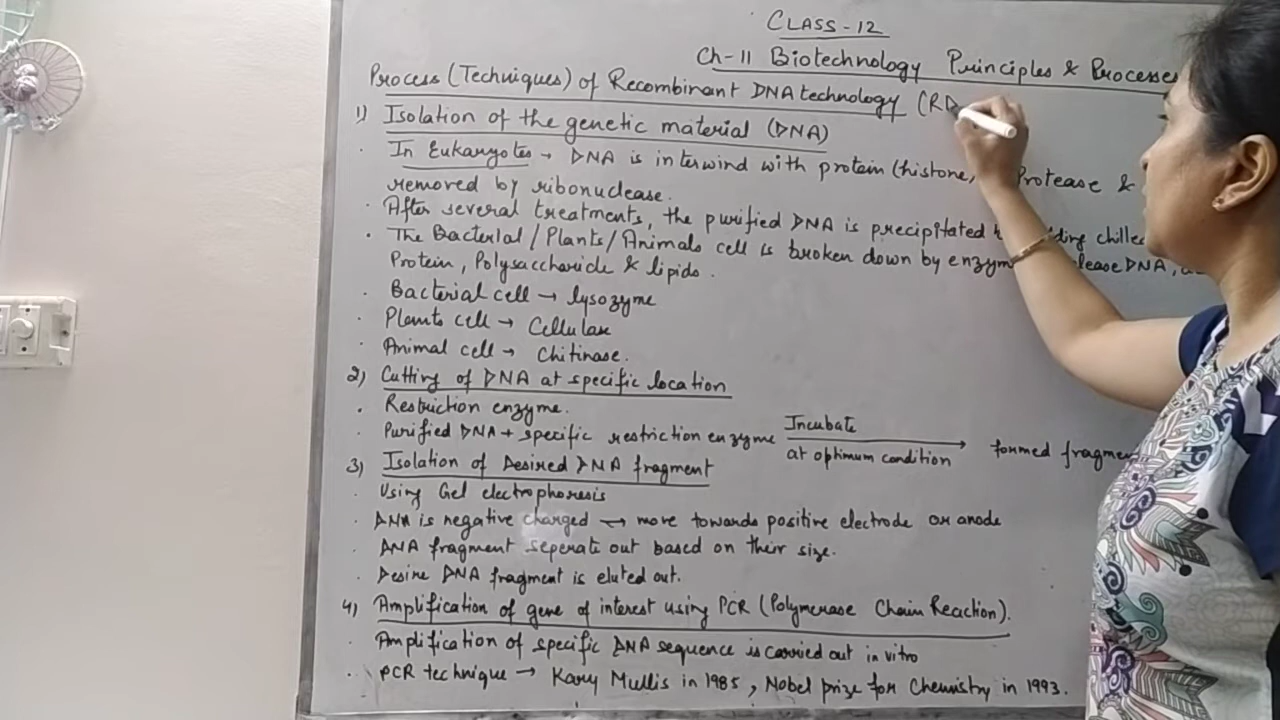 CLASS-12
Ch-11 Biotechnology Principles & Processes
Process (Techniques) of Recombinant DNA technology (RD
1) Isolation of the genetic material (DNA)
. In Eukaryotes → DNA is interwind with protein (histone, Protease &
removed by ribonuclease.
. After several treatments, the purified DNA is precipitated chilled
. The Bacterial / Plants / Animals cell is broken down by DNA,
Protein, Polysaccharide & lipids.
. Bacterial cell → lysozyme
. Plants cell → Cellulase
. Animal cell → Chitinase.
2) Cutting of DNA at specific location
. Restriction enzyme.
. Purified DNA + specific restriction enzyme Incubate at optimum condition → formed
3) Isolation of Desired DNA fragment
. Using Gel electrophoresis
. DNA is negative charged → move towards positive electrode or anode
. DNA fragment seperate out based on their size.
. Desire DNA fragment is eluted out.
4) Amplification of gene of interest using PCR (Polymerase Chain Reaction).
. Amplification of specific DNA sequence is carried out in vitro
. PCR technique → Kary Mullis in 1985, Nobel prize for Chemistry in 1993.